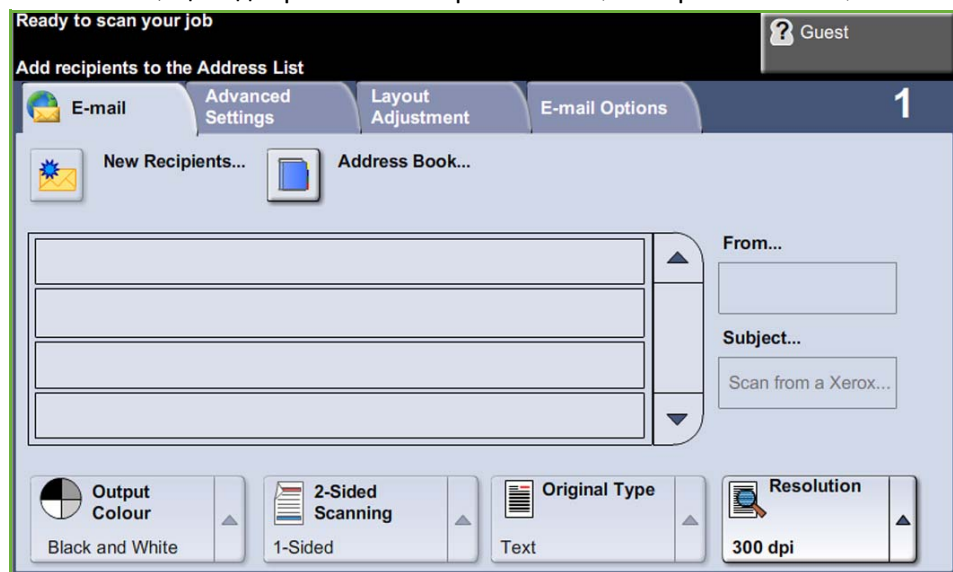 Ready to scan your job
Guest
Add recipients to the Address List
E-mail
Advanced
Settings
Layout
Adjustment
E-mail Options
1
New Recipients...
Address Book...
From...
Subject...
Scan from a Xerox...
Output
Colour
Black and White
2-Sided
Scanning
1-Sided
Original Type
Text
Resolution
300 dpi